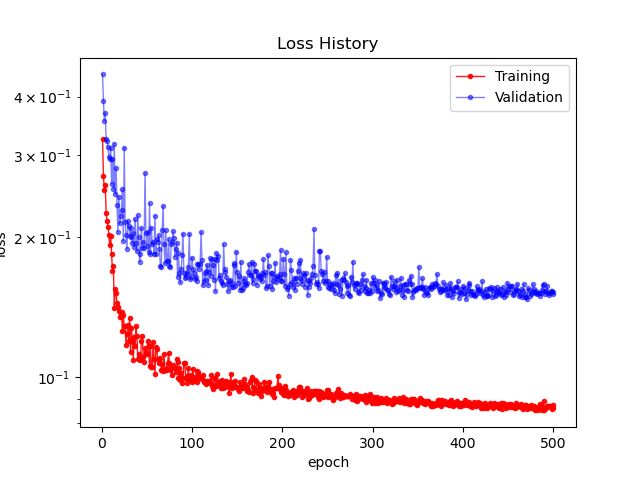 Loss History
Training
Validation
4 × 10⁻¹
3 × 10⁻¹
2 × 10⁻¹
10⁻¹
loss
0 100 200 300 400 500
epoch